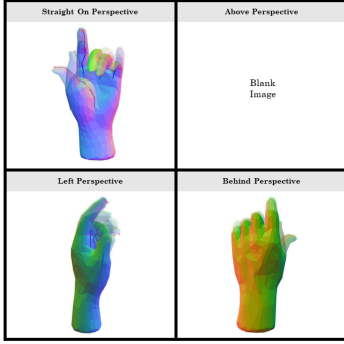 Straight On Perspective
Above Perspective
Blank
Image
Left Perspective
Behind Perspective